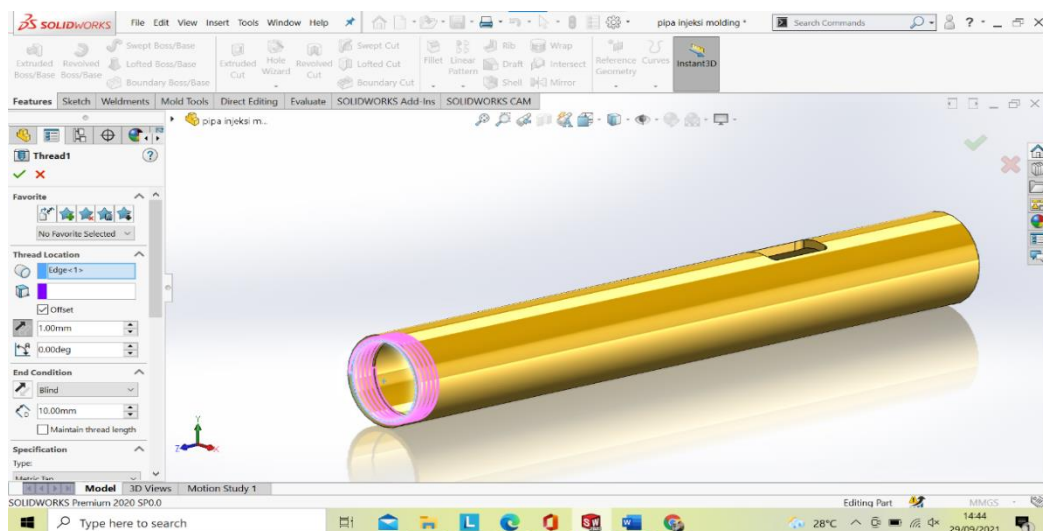 SOLIDWORKS File Edit View Insert Tools Window Help pipa injeksi molding * Search Commands ?
Extruded Boss/Base
Revolved Boss/Base
Swept Boss/Base
Lofted Boss/Base
Boundary Boss/Base
Extruded Cut
Hole Wizard
Revolved Cut
Swept Cut
Lofted Cut
Boundary Cut
Fillet
Linear Pattern
Rib
Draft
Shell
Wrap
Intersect
Mirror
Reference Geometry
Curves
Instant3D
Features Sketch Weldments Mold Tools Direct Editing Evaluate SOLIDWORKS Add-Ins SOLIDWORKS CAM
pipa injeksi m...
Thread1
Favorite
No Favorite Selected
Thread Location
Edge<1>
Offset
1.00mm
0.00deg
End Condition
Blind
10.00mm
Maintain thread length
Specification
Type:
Metric Tap
Y
Z X
Model 3D Views Motion Study 1
SOLIDWORKS Premium 2020 SP0.0 Editing Part MMGS
Type here to search 28°C 14:44
29/09/2021